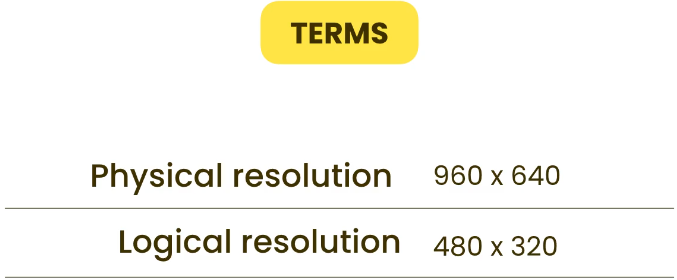 TERMS
Physical resolution 960 x 640
Logical resolution 480 x 320